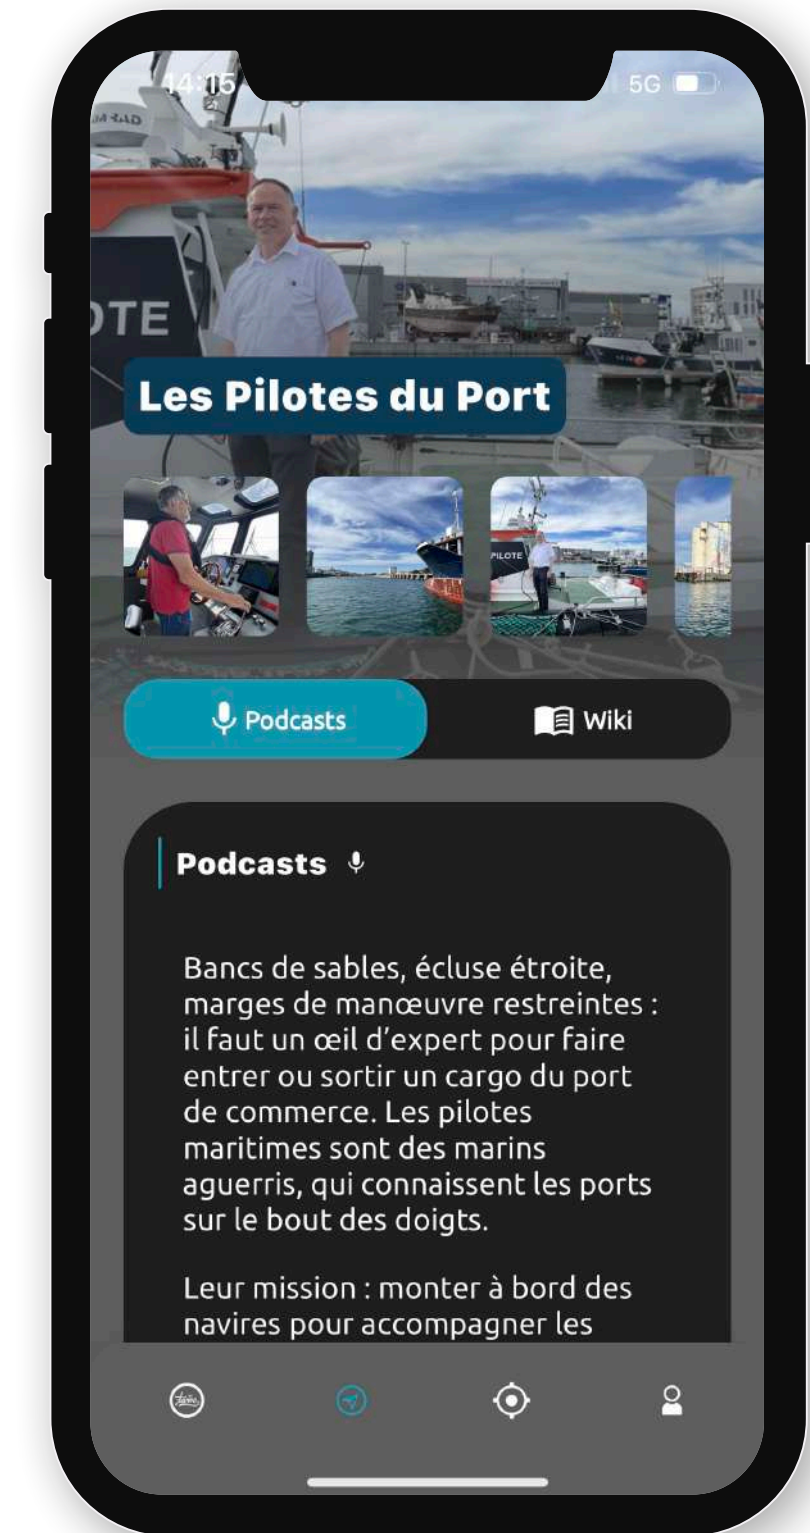 14:15
5G
OTE
Les Pilotes du Port
PILOTE
Podcasts
Wiki
Podcasts
Bancs de sables, écluse étroite,
marges de manœuvre restreintes :
il faut un œil d’expert pour faire
entrer ou sortir un cargo du port
de commerce. Les pilotes
maritimes sont des marins
aguerris, qui connaissent les ports
sur le bout des doigts.
Leur mission : monter à bord des
navires pour accompagner les